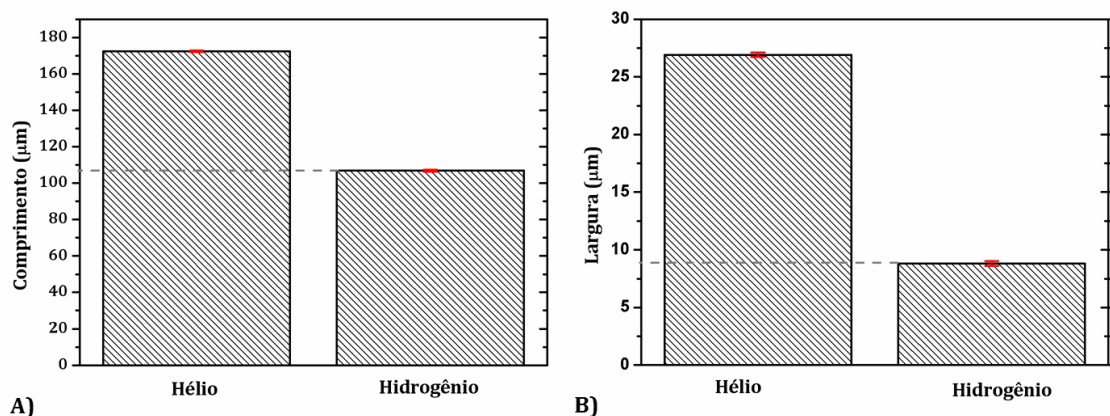 180
160
140
120
100
80
60
40
20
0
Comprimento (μm)
Hélio
Hidrogênio
A)
30
25
20
15
10
5
0
Largura (μm)
Hélio
Hidrogênio
B)